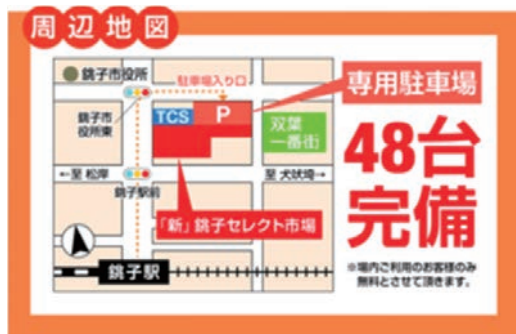 周辺地図
銚子市役所
駐車場入り口
銚子市
役所東
TCS
P
双葉
一番街
専用駐車場
48台
完備
※場内ご利用のお客様のみ
無料とさせて頂きます。
←至 松岸
至 犬吠埼→
銚子駅前
「新」銚子セレクト市場
銚子駅